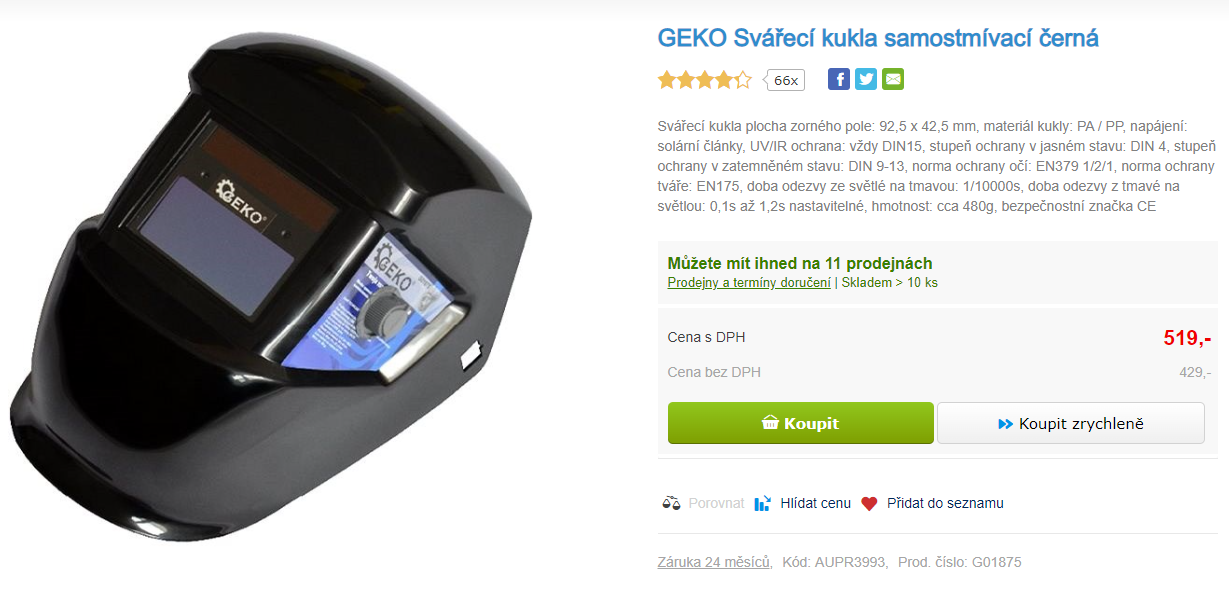 GEKO Svářecí kukla samostmívací černá
66x
Svářecí kukla plocha zorného pole: 92,5 x 42,5 mm, materiál kukly: PA / PP, napájení:
solární články, UV/IR ochrana: vždy DIN15, stupeň ochrany v jasném stavu: DIN 4, stupeň
ochrany v zatemněném stavu: DIN 9-13, norma ochrany očí: EN379 1/2/1, norma ochrany
tváře: EN175, doba odezvy ze světlé na tmavou: 1/10000s, doba odezvy z tmavé na
světlou: 0,1s až 1,2s nastavitelné, hmotnost: cca 480g, bezpečnostní značka CE
GEKO®
GEKO®
Můžete mít ihned na 11 prodejnách
Prodejny a termíny doručení | Skladem > 10 ks
Cena s DPH 519,-
Cena bez DPH 429,-
Koupit Koupit zrychleně
Porovnat Hlídat cenu Přidat do seznamu
Záruka 24 měsíců, Kód: AUPR3993, Prod. číslo: G01875